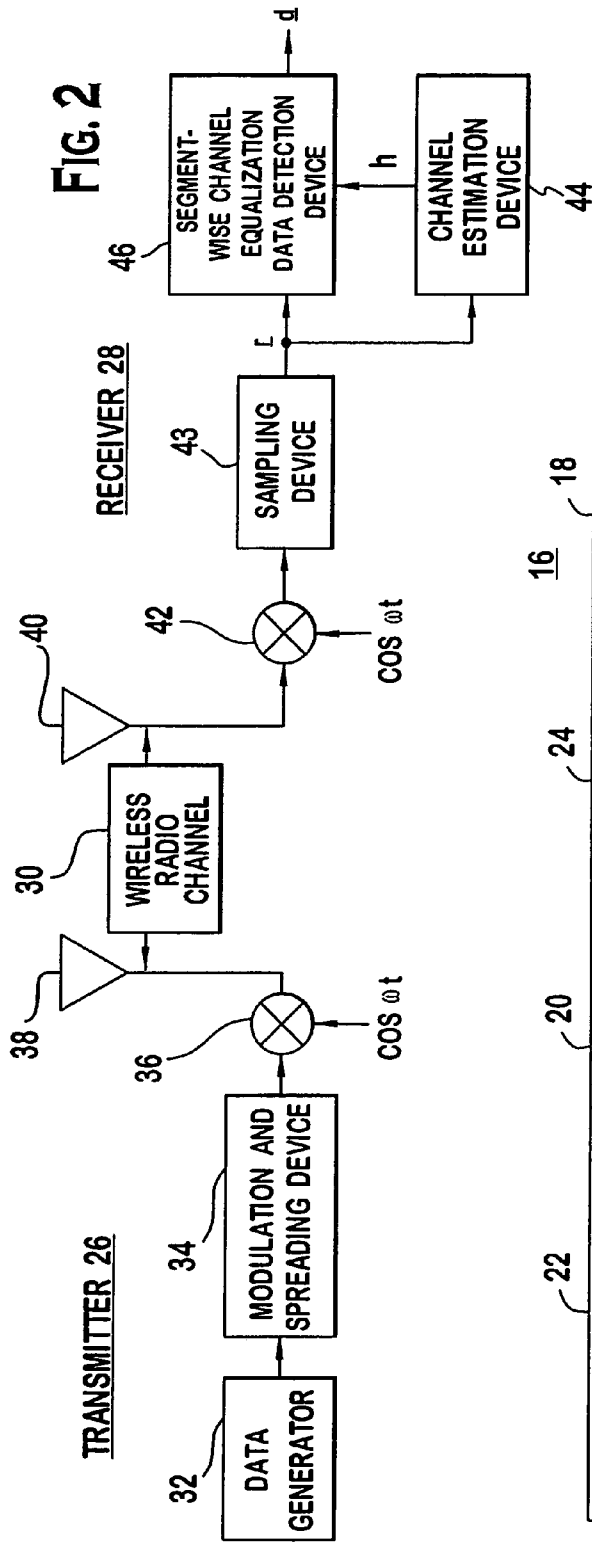 FIG. 2
TRANSMITTER 26
RECEIVER 28
32
DATA
GENERATOR
34
MODULATION AND
SPREADING DEVICE
36
COS ωt
38
30
WIRELESS
RADIO
CHANNEL
40
42
COS ωt
43
SAMPLING
DEVICE
r
46
SEGMENT-
WISE CHANNEL
EQUALIZATION
DATA DETECTION
DEVICE
d
h
CHANNEL
ESTIMATION
DEVICE
44
22
20
24
16
18